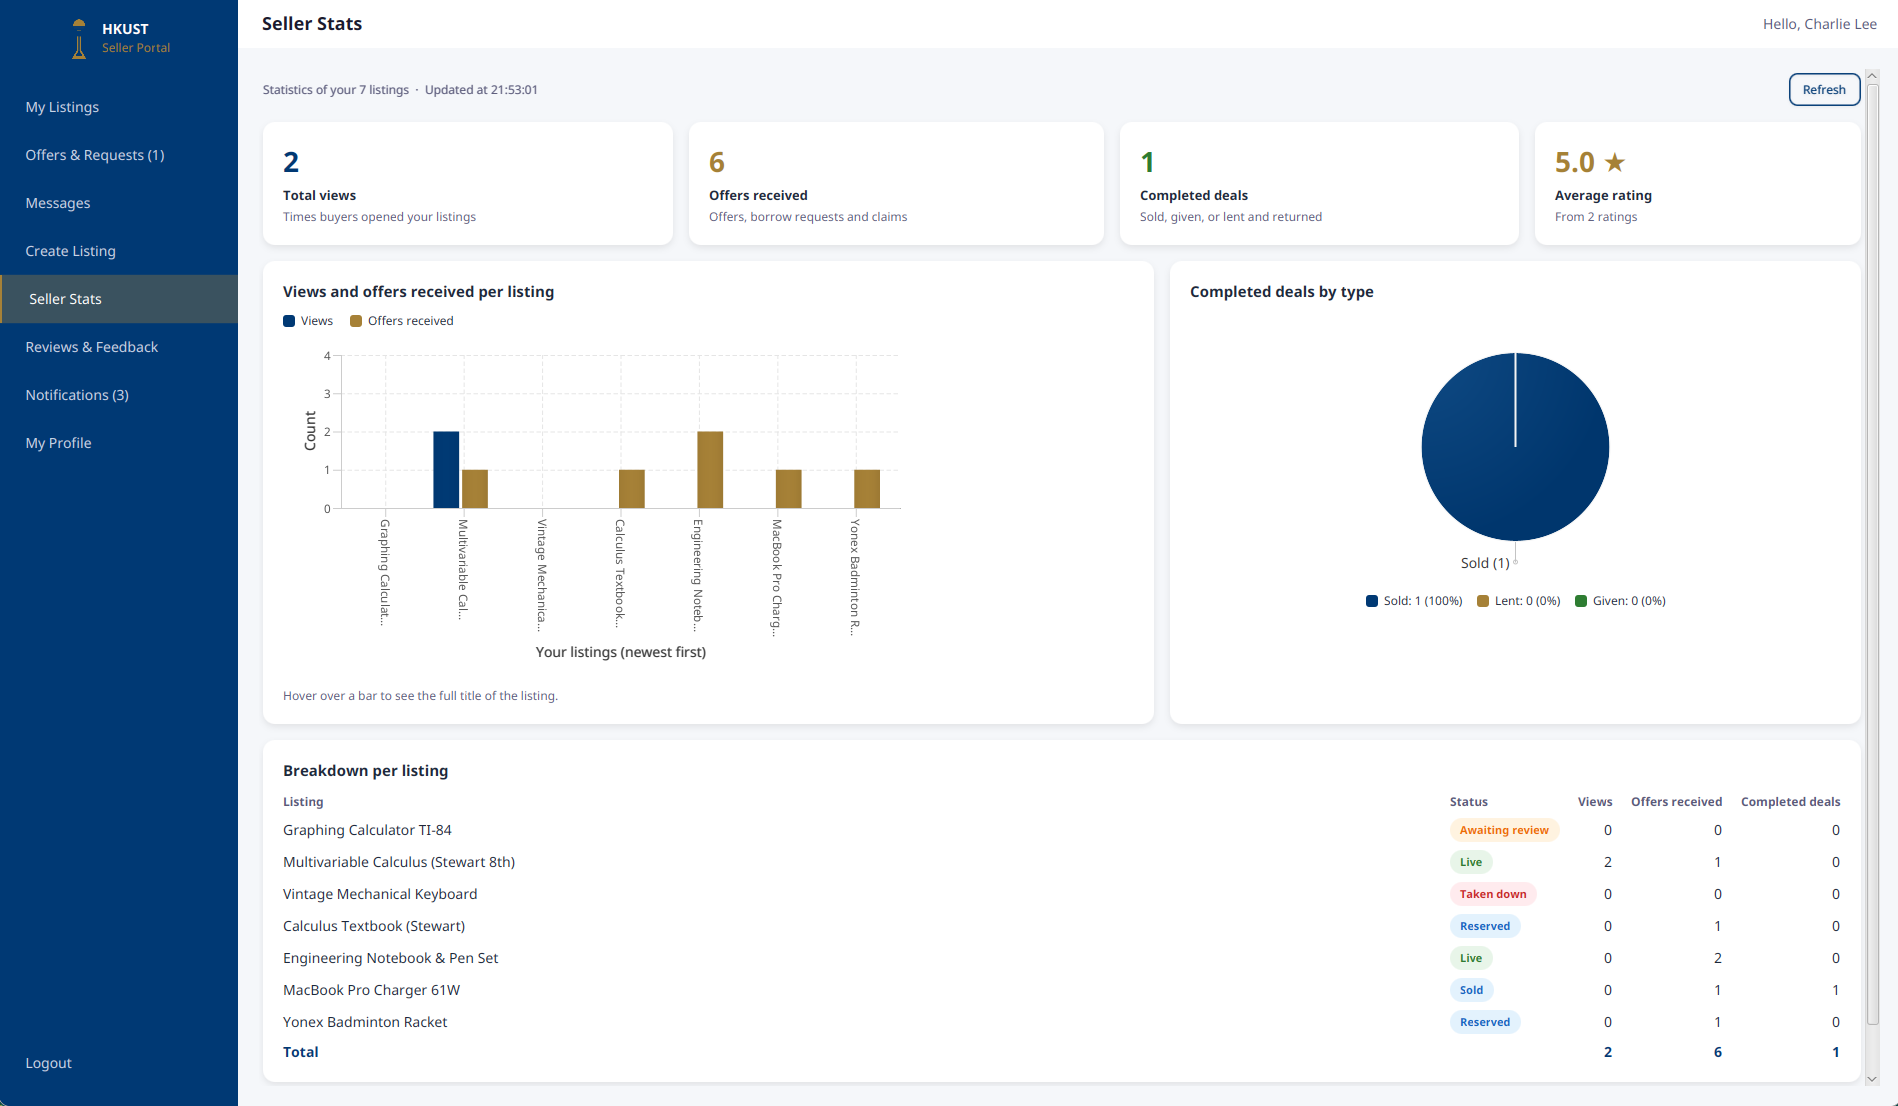 HKUST
Seller Portal
My Listings
Offers & Requests (1)
Messages
Create Listing
Seller Stats
Reviews & Feedback
Notifications (3)
My Profile
Logout
Seller Stats
Hello, Charlie Lee
Statistics of your 7 listings · Updated at 21:53:01
Refresh
2
Total views
Times buyers opened your listings
6
Offers received
Offers, borrow requests and claims
1
Completed deals
Sold, given, or lent and returned
5.0 ★
Average rating
From 2 ratings
Views and offers received per listing
Views
Offers received
Count
4
3
2
1
0
Graphing Calculat...
Multivariable Cal...
Vintage Mechanica...
Calculus Textbook...
Engineering Noteb...
MacBook Pro Charg...
Yonex Badminton R...
Your listings (newest first)
Hover over a bar to see the full title of the listing.
Completed deals by type
Sold (1)
Sold: 1 (100%) Lent: 0 (0%) Given: 0 (0%)
Breakdown per listing
Listing Status Views Offers received Completed deals
Graphing Calculator TI-84 Awaiting review 0 0 0
Multivariable Calculus (Stewart 8th) Live 2 1 0
Vintage Mechanical Keyboard Taken down 0 0 0
Calculus Textbook (Stewart) Reserved 0 1 0
Engineering Notebook & Pen Set Live 0 2 0
MacBook Pro Charger 61W Sold 0 1 1
Yonex Badminton Racket Reserved 0 1 0
Total 2 6 1